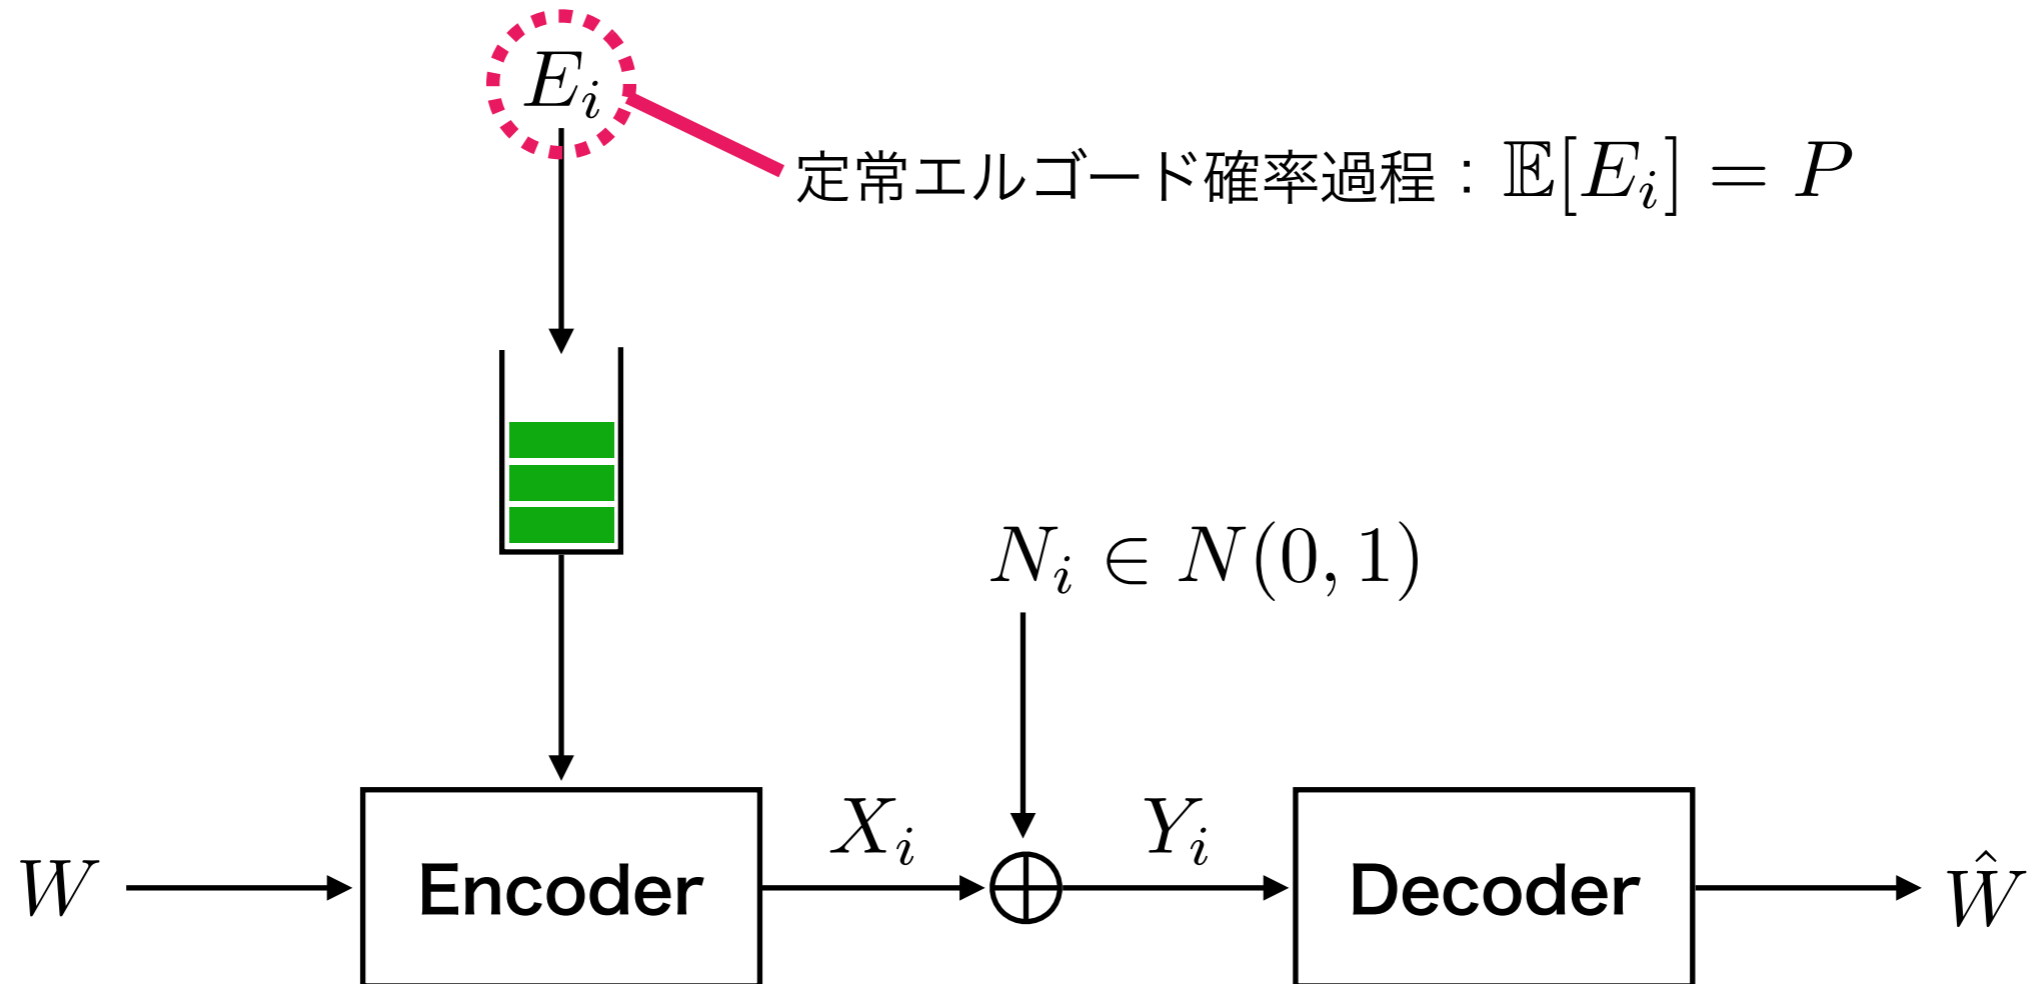 E_i
定常エルゴード確率過程：𝔼[E_i] = P
N_i ∈ N(0, 1)
W
Encoder
X_i
Y_i
Decoder
Ŵ